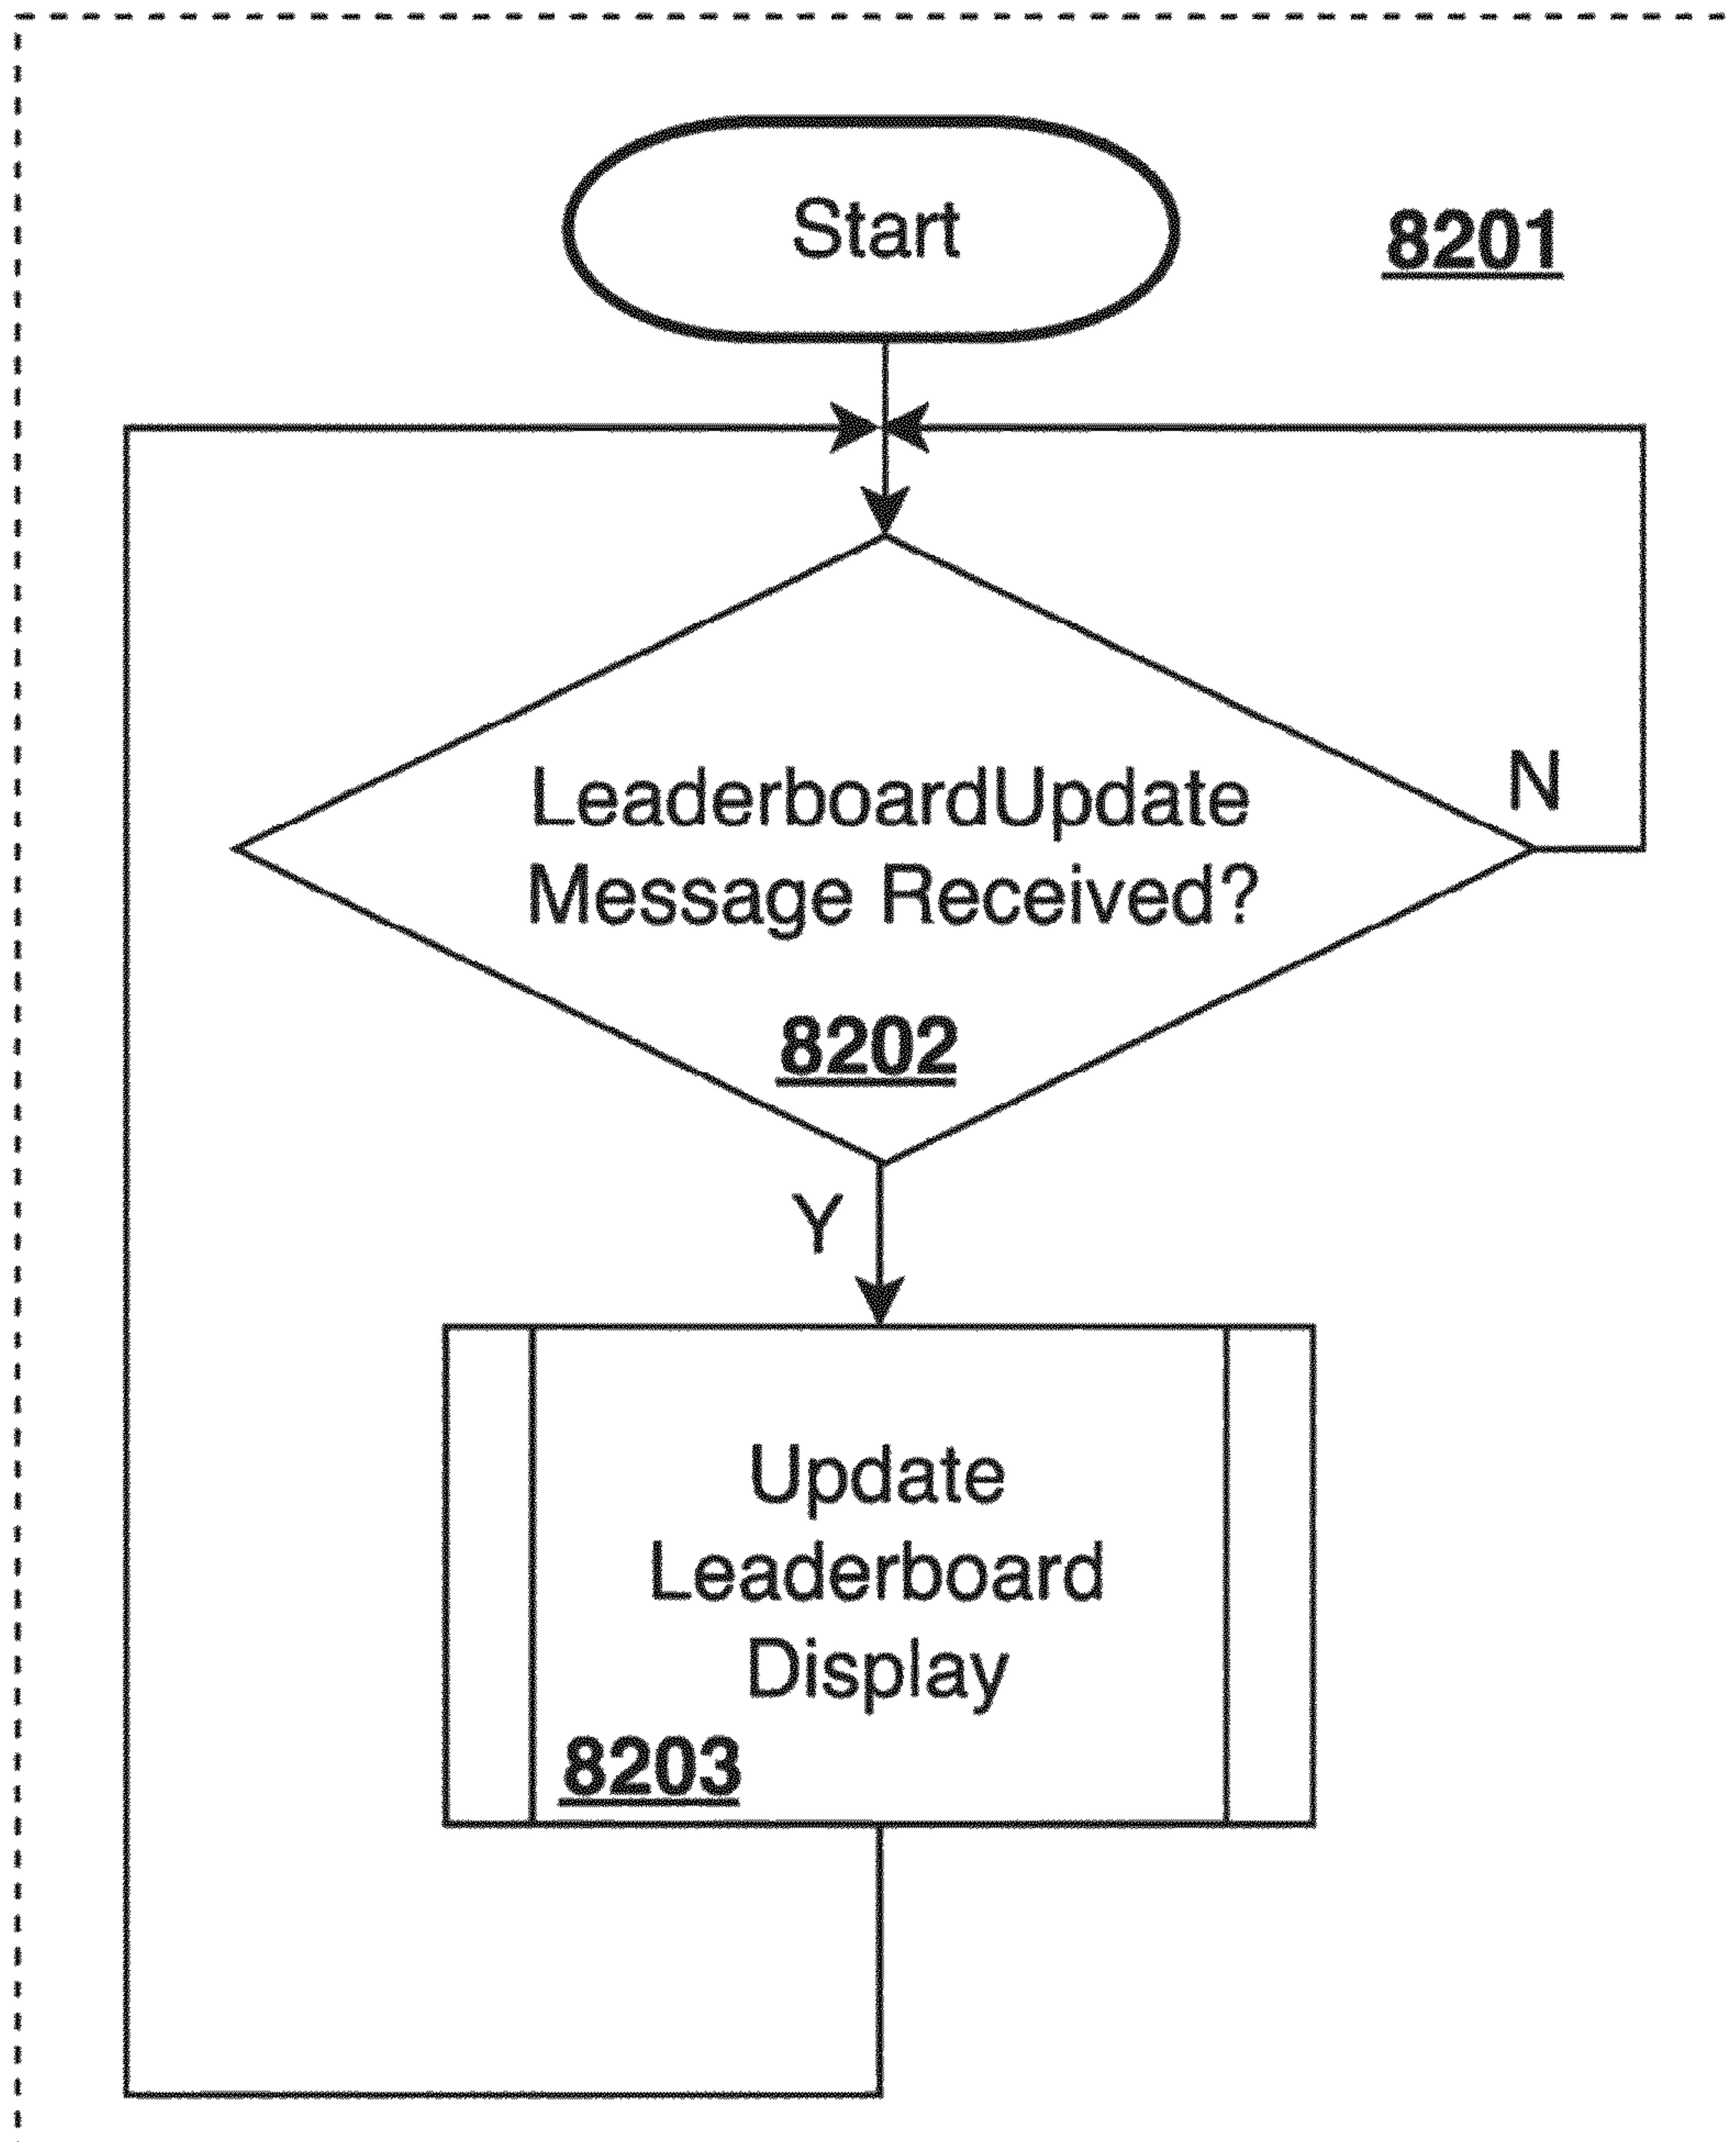 Start
8201
LeaderboardUpdate
Message Received?
N
8202
Y
Update
Leaderboard
Display
8203